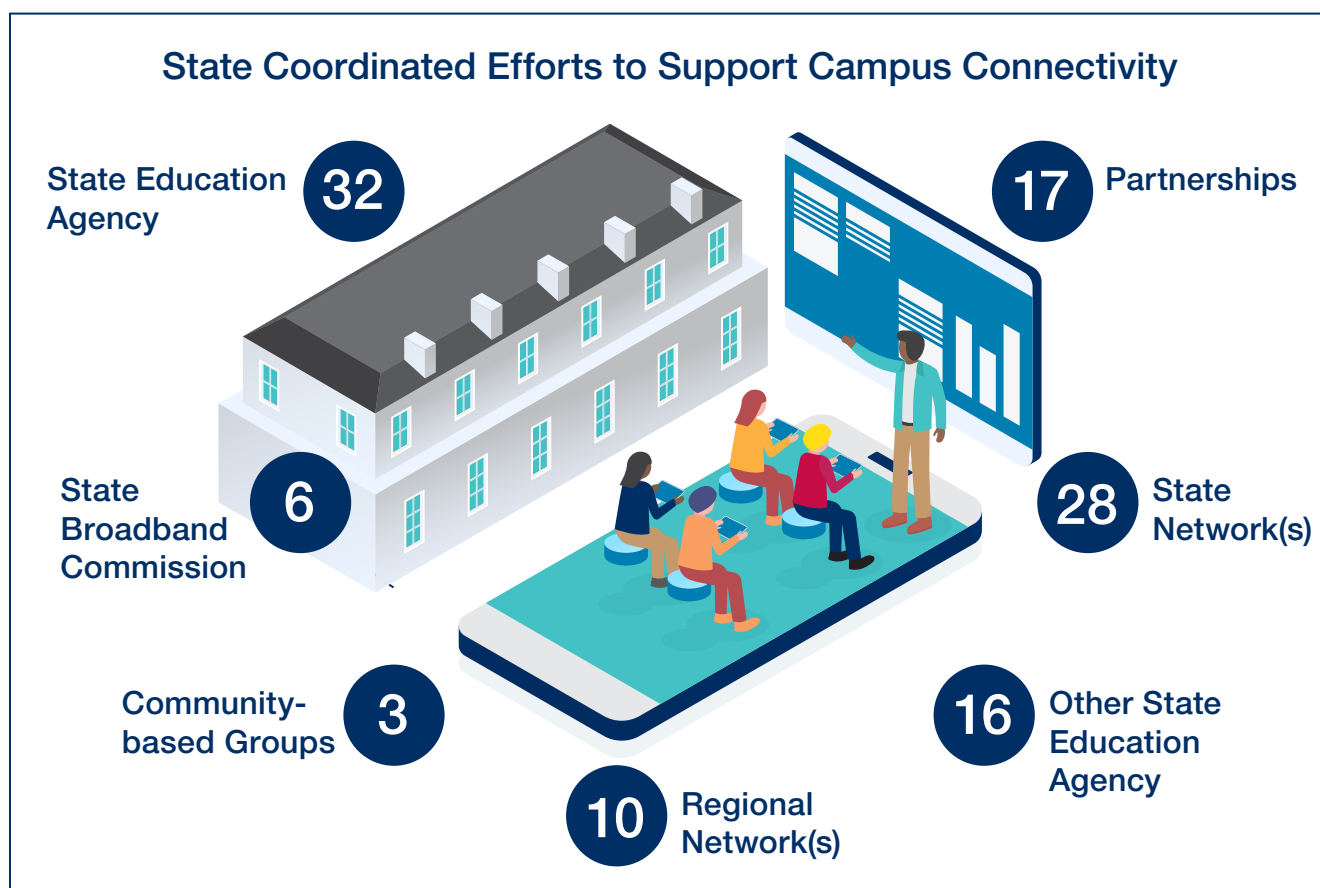 State Coordinated Efforts to Support Campus Connectivity
State Education
Agency
32
17
Partnerships
State
Broadband
Commission
6
28
State
Network(s)
Community-
based Groups
3
16
Other State
Education
Agency
10
Regional
Network(s)